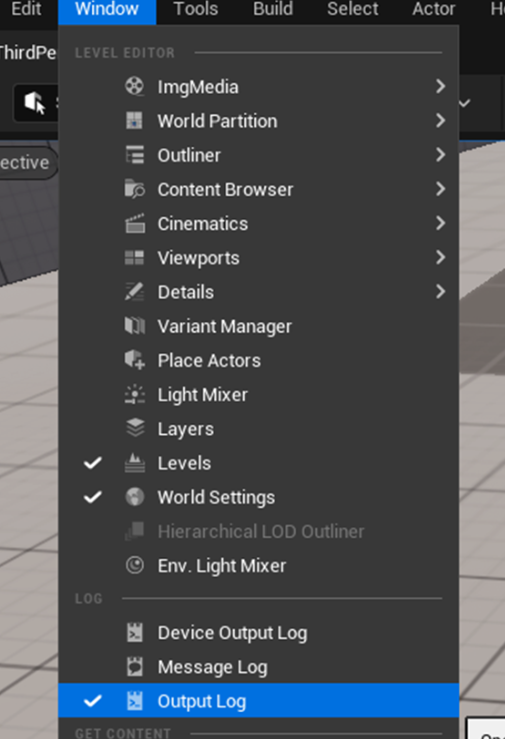 Edit Window Tools Build Select Actor
ThirdPe
LEVEL EDITOR
ImgMedia
World Partition
Outliner
ective
Content Browser
Cinematics
Viewports
Details
Variant Manager
Place Actors
Light Mixer
Layers
Levels
World Settings
Hierarchical LOD Outliner
Env. Light Mixer
LOG
Device Output Log
Message Log
Output Log
GET CONTENT